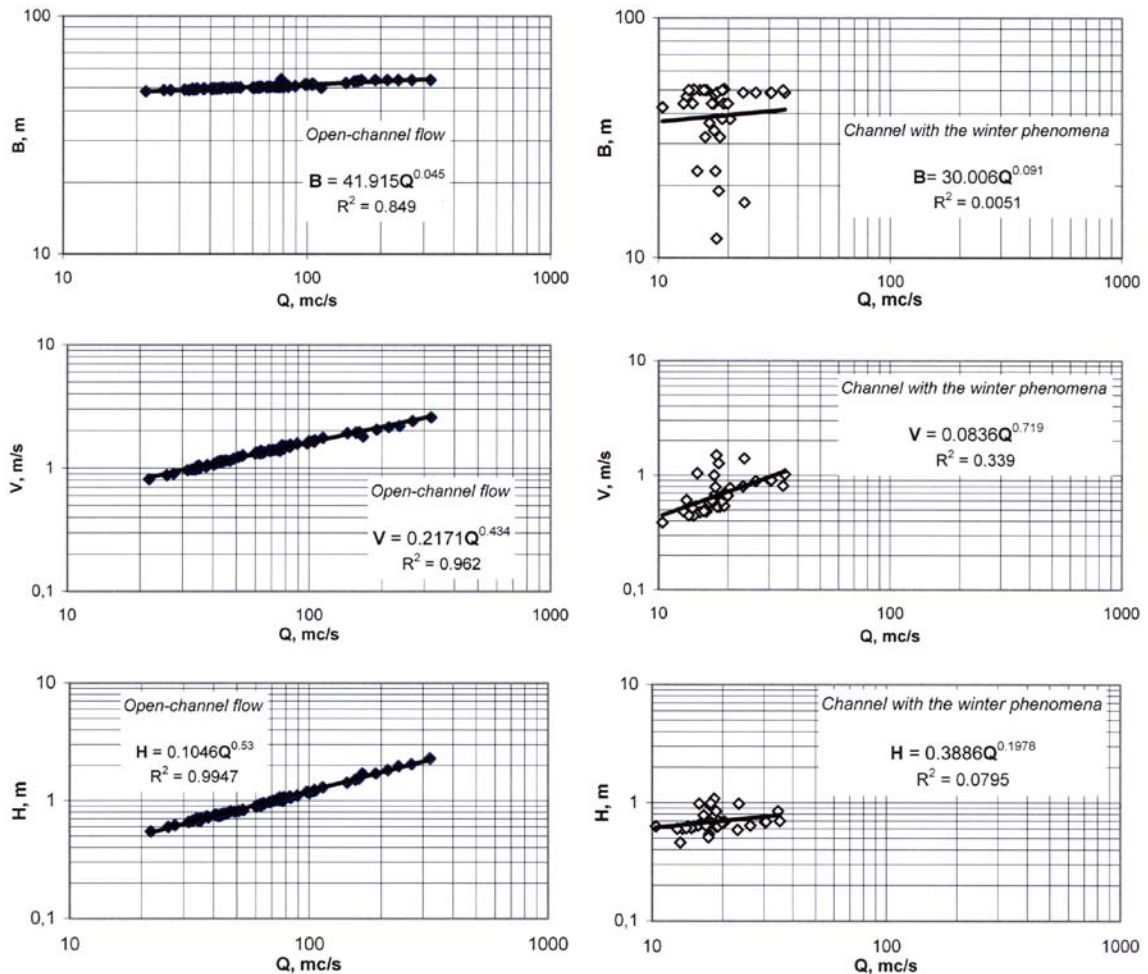 100
10
B, m
Open-channel flow
B = 41.915Q^0.045
R² = 0.849
10
100
1000
Q, mc/s
100
10
B, m
Channel with the winter phenomena
B= 30.006Q^0.091
R² = 0.0051
10
100
1000
Q, mc/s
10
1
0,1
V, m/s
Open-channel flow
V = 0.2171Q^0.434
R² = 0.962
10
100
1000
Q, mc/s
10
1
0,1
V, m/s
Channel with the winter phenomena
V = 0.0836Q^0.719
R² = 0.339
10
100
1000
Q, mc/s
10
1
0,1
H, m
Open-channel flow
H = 0.1046Q^0.53
R² = 0.9947
10
100
1000
Q, mc/s
10
1
0,1
H, m
Channel with the winter phenomena
H = 0.3886Q^0.1978
R² = 0.0795
10
100
1000
Q, mc/s